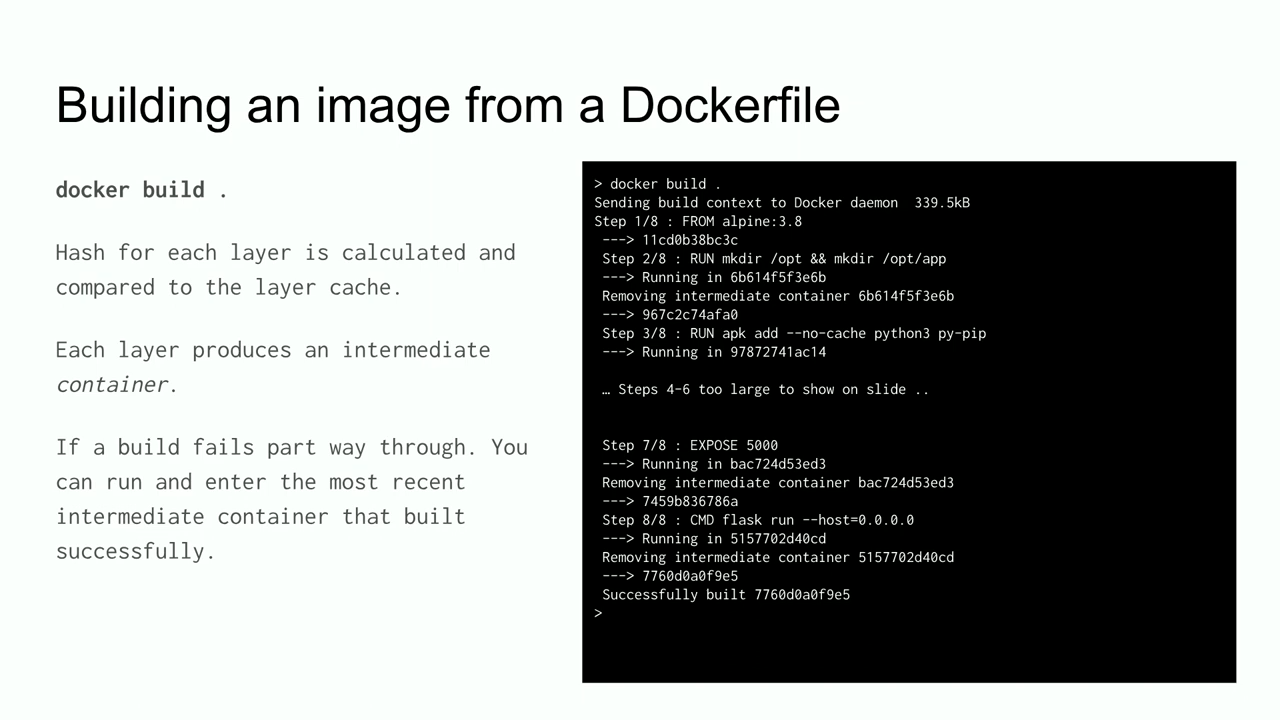 Building an image from a Dockerfile
docker build .
Hash for each layer is calculated and
compared to the layer cache.
Each layer produces an intermediate
container.
If a build fails part way through. You
can run and enter the most recent
intermediate container that built
successfully.
> docker build .
Sending build context to Docker daemon  339.5kB
Step 1/8 : FROM alpine:3.8
---> 11cd0b38bc3c
Step 2/8 : RUN mkdir /opt && mkdir /opt/app
---> Running in 6b614f5f3e6b
Removing intermediate container 6b614f5f3e6b
---> 967c2c74afa0
Step 3/8 : RUN apk add --no-cache python3 py-pip
---> Running in 97872741ac14
… Steps 4-6 too large to show on slide ..
Step 7/8 : EXPOSE 5000
---> Running in bac724d53ed3
Removing intermediate container bac724d53ed3
---> 7459b836786a
Step 8/8 : CMD flask run --host=0.0.0.0
---> Running in 5157702d40cd
Removing intermediate container 5157702d40cd
---> 7760d0a0f9e5
Successfully built 7760d0a0f9e5
>